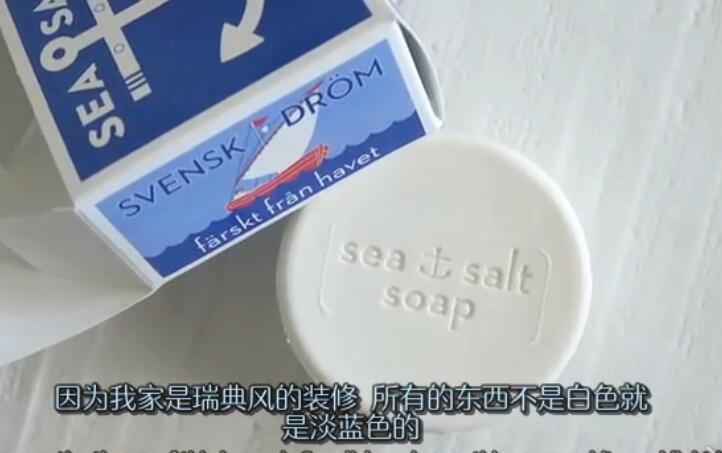 SEA
SA
SVENSK DRÖM
färskt från havet
sea salt
soap
因为我家是瑞典风的装修 所有的东西不是白色就
是淡蓝色的